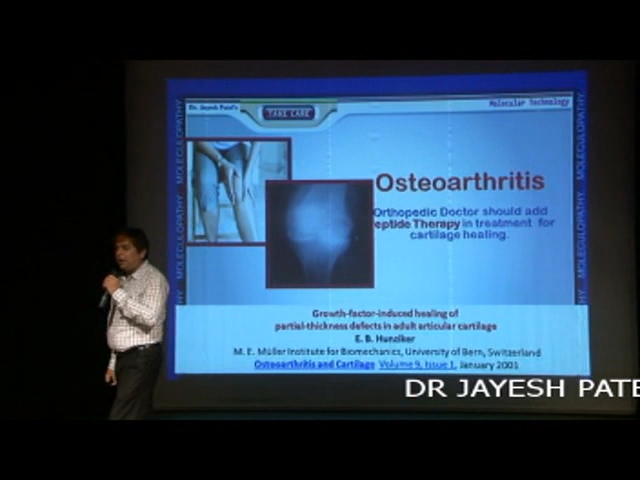 Dr. Jayesh Patel's
TAKE CARE
Molecular Technology
MOLECULOPATHY MOLECULOPATHY
MOLECULOPATHY MOLECULOPATHY
Osteoarthritis
Orthopedic Doctor should add
eptide Therapy in treatment for
cartilage healing.
Growth-factor-induced healing of
partial-thickness defects in adult articular cartilage
E. B. Hunziker
M. E. Müller Institute for Biomechanics, University of Bern, Switzerland
Osteoarthritis and Cartilage Volume 9, Issue 1, January 2001
DR JAYESH PATE